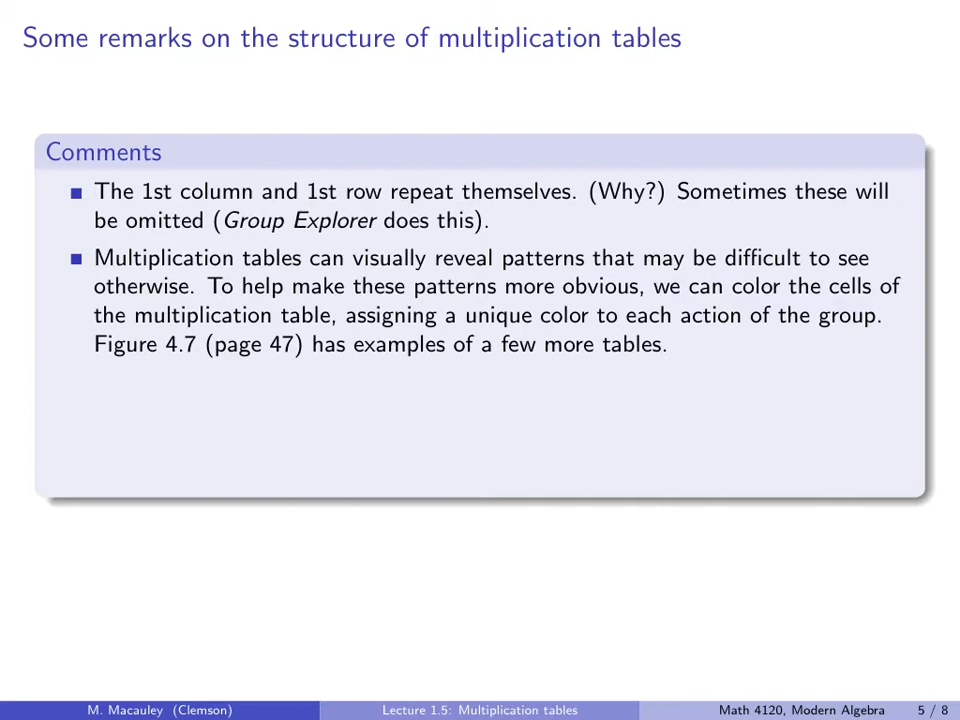 Some remarks on the structure of multiplication tables
Comments
The 1st column and 1st row repeat themselves. (Why?) Sometimes these will
be omitted (Group Explorer does this).
Multiplication tables can visually reveal patterns that may be difficult to see
otherwise. To help make these patterns more obvious, we can color the cells of
the multiplication table, assigning a unique color to each action of the group.
Figure 4.7 (page 47) has examples of a few more tables.
M. Macauley (Clemson) Lecture 1.5: Multiplication tables Math 4120, Modern Algebra 5 / 8